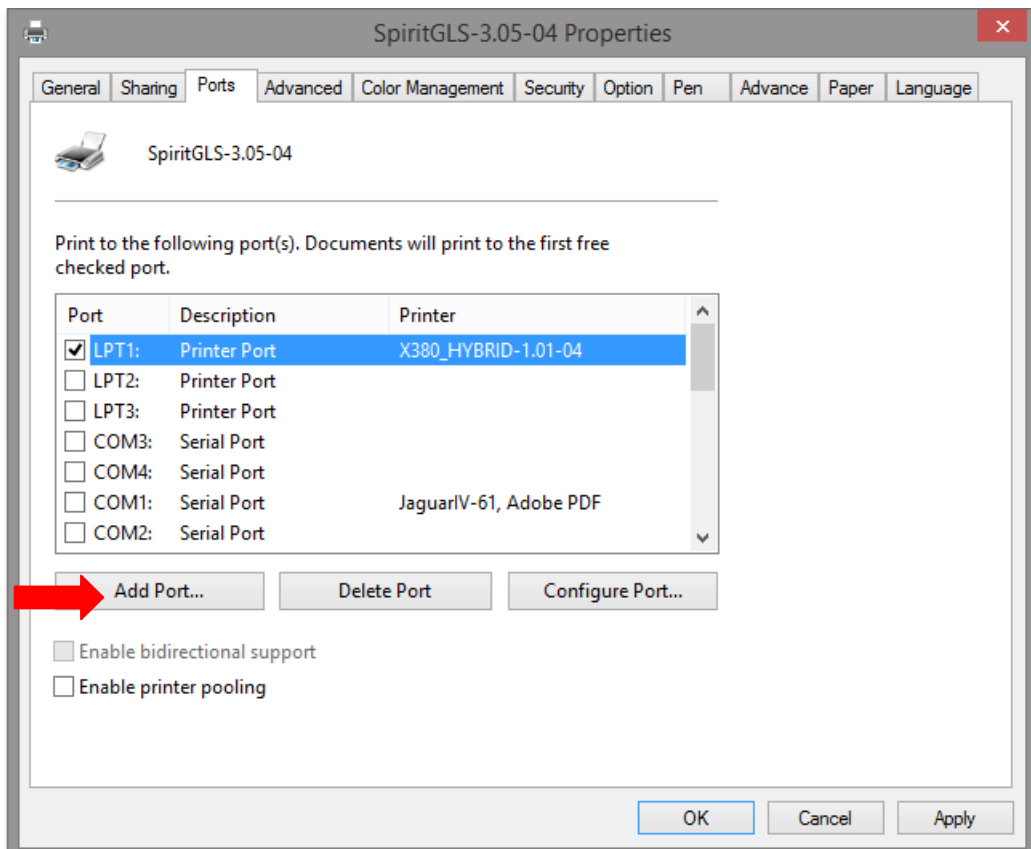 SpiritGLS-3.05-04 Properties
General Sharing Ports Advanced Color Management Security Option Pen Advance Paper Language
SpiritGLS-3.05-04
Print to the following port(s). Documents will print to the first free
checked port.
Port Description Printer
LPT1: Printer Port X380_HYBRID-1.01-04
LPT2: Printer Port
LPT3: Printer Port
COM3: Serial Port
COM4: Serial Port
COM1: Serial Port JaguarIV-61, Adobe PDF
COM2: Serial Port
Add Port... Delete Port Configure Port...
Enable bidirectional support
Enable printer pooling
OK Cancel Apply